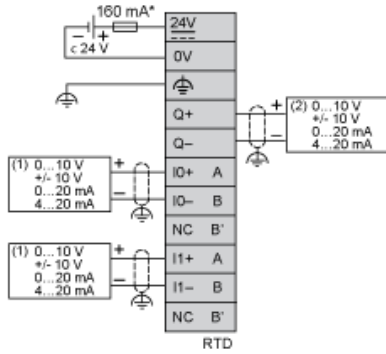 160 mA*
– +
c 24 V
24V
0V
Q+
Q–
+
–
(2) 0...10 V
+/- 10 V
0...20 mA
4...20 mA
(1) 0...10 V
+/- 10 V
0...20 mA
4...20 mA
+
–
I0+ A
I0– B
NC B'
(1) 0...10 V
+/- 10 V
0...20 mA
4...20 mA
+
–
I1+ A
I1– B
NC B'
RTD